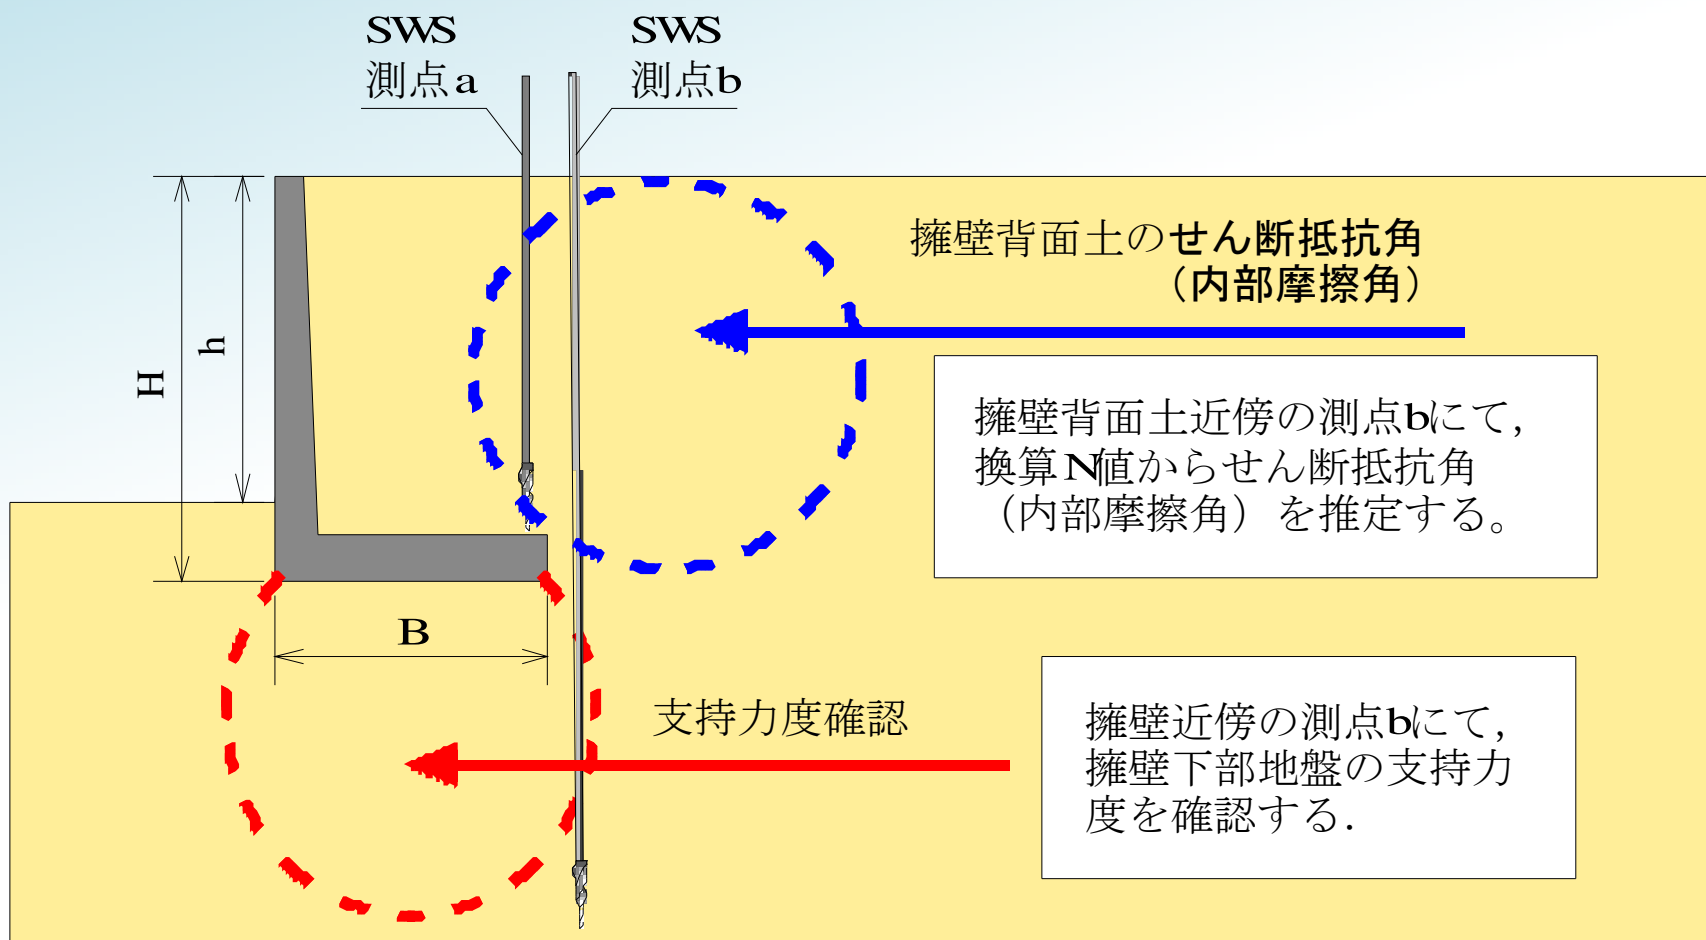 SWS
測点a
SWS
測点b
擁壁背面土のせん断抵抗角
（内部摩擦角）
h
H
擁壁背面土近傍の測点bにて，
換算N値からせん断抵抗角
（内部摩擦角）を推定する。
B
支持力度確認
擁壁近傍の測点bにて，
擁壁下部地盤の支持力
度を確認する．